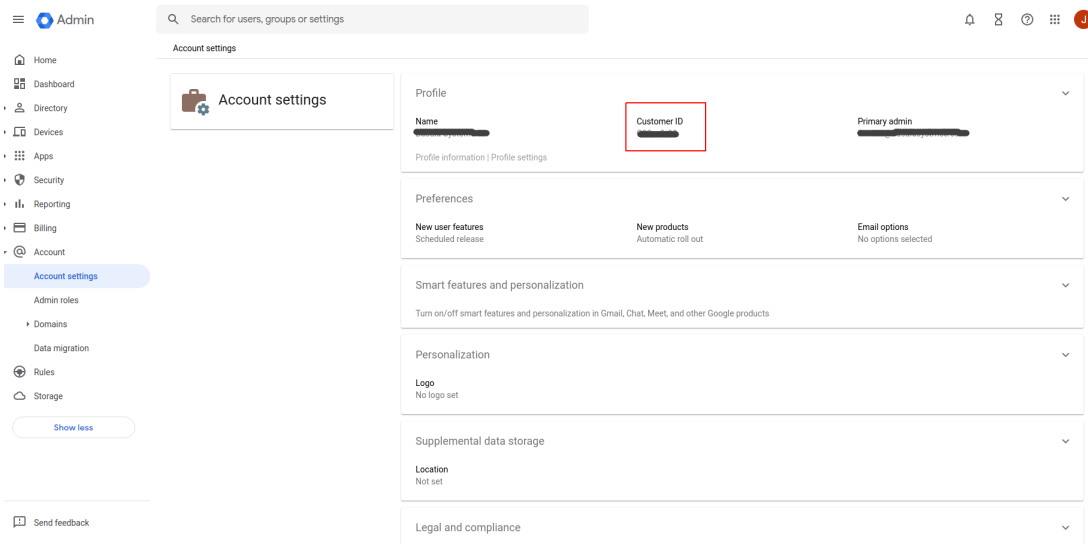 Admin
Search for users, groups or settings
J
Account settings
Home
Dashboard
Directory
Devices
Apps
Security
Reporting
Billing
Account
Account settings
Admin roles
Domains
Data migration
Rules
Storage
Show less
Send feedback
Account settings
Profile
Name
Customer ID
Primary admin
Profile information | Profile settings
Preferences
New user features
New products
Email options
Scheduled release
Automatic roll out
No options selected
Smart features and personalization
Turn on/off smart features and personalization in Gmail, Chat, Meet, and other Google products
Personalization
Logo
No logo set
Supplemental data storage
Location
Not set
Legal and compliance